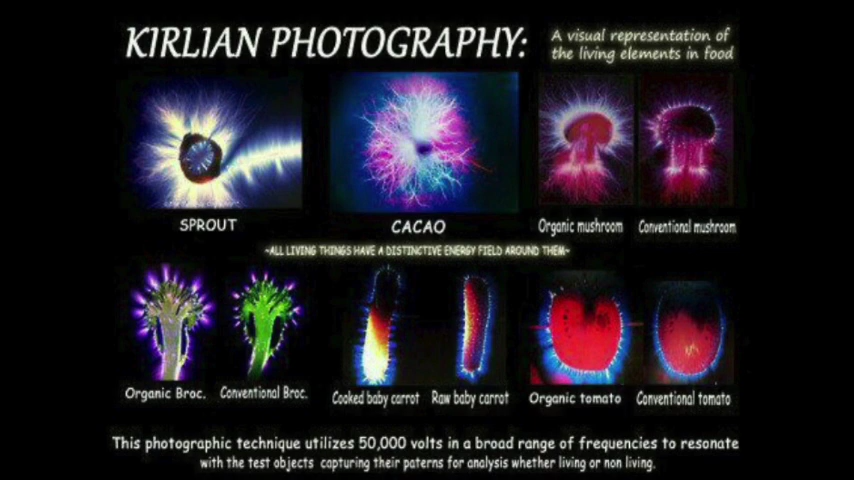 KIRLIAN PHOTOGRAPHY:
A visual representation of
the living elements in food
SPROUT
CACAO
Organic mushroom
Conventional mushroom
~ALL LIVING THINGS HAVE A DISTINCTIVE ENERGY FIELD AROUND THEM~
Organic Broc.
Conventional Broc.
Cooked baby carrot
Raw baby carrot
Organic tomato
Conventional tomato
This photographic technique utilizes 50,000 volts in a broad range of frequencies to resonate
with the test objects capturing their paterns for analysis whether living or non living.